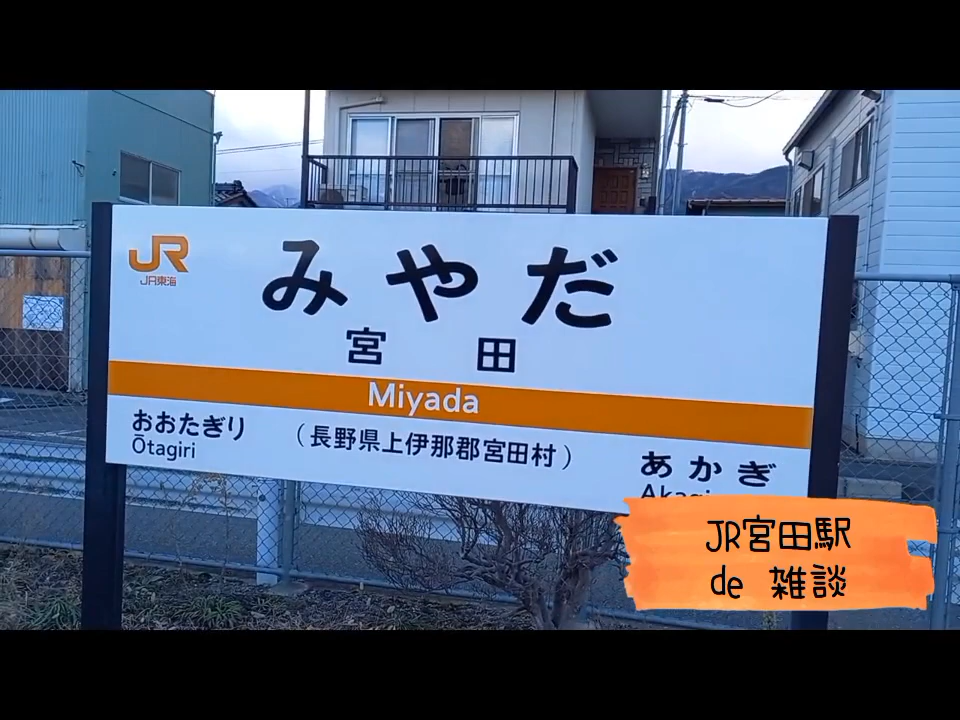 JR
JR東海
みやだ
宮田
Miyada
おおたぎり
Ōtagiri
(長野県上伊那郡宮田村)
あかぎ
Akagi
JR宮田駅
de 雑談